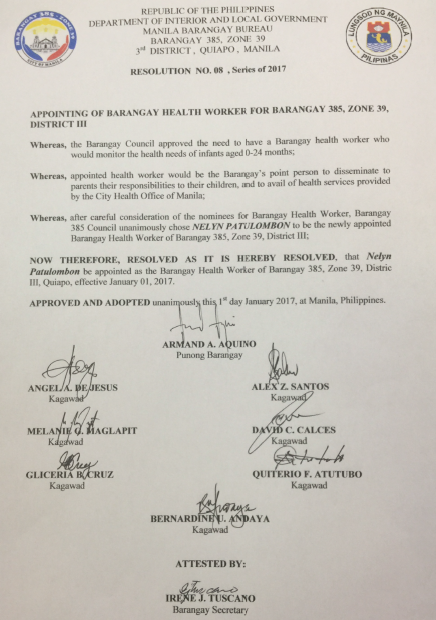 REPUBLIC OF THE PHILIPPINES
DEPARTMENT OF INTERIOR AND LOCAL GOVERNMENT
MANILA BARANGAY BUREAU
BARANGAY 385, ZONE 39
3rd DISTRICT, QUIAPO, MANILA
BARANGAY 385 - ZONE 39
CITY OF MANILA
LUNGSOD NG MAYNILA
PILIPINAS
RESOLUTION NO. 08 , Series of 2017
APPOINTING OF BARANGAY HEALTH WORKER FOR BARANGAY 385, ZONE 39,
DISTRICT III
Whereas, the Barangay Council approved the need to have a Barangay health worker who
would monitor the health needs of infants aged 0-24 months;
Whereas, appointed health worker would be the Barangay's point person to disseminate to
parents their responsibilities to their children, and to avail of health services provided
by the City Health Office of Manila;
Whereas, after careful consideration of the nominees for Barangay Health Worker, Barangay
385 Council unanimously chose NELYN PATULOMBON to be the newly appointed
Barangay Health Worker of Barangay 385, Zone 39, District III;
NOW THEREFORE, RESOLVED AS IT IS HEREBY RESOLVED, that Nelyn
Patulombon be appointed as the Barangay Health Worker of Barangay 385, Zone 39, Distric
III, Quiapo, effective January 01, 2017.
APPROVED AND ADOPTED unanimously this 1st day January 2017, at Manila, Philippines.
ARMAND A. AQUINO
Punong Barangay
ANGEL A. DE JESUS
Kagawad
ALEX Z. SANTOS
Kagawad
MELANIE G. MAGLAPIT
Kagawad
DAVID C. CALCES
Kagawad
GLICERIA B. CRUZ
Kagawad
QUITERIO F. ATUTUBO
Kagawad
BERNARDINE U. ANDAYA
Kagawad
ATTESTED BY:
IRENE J. TUSCANO
Barangay Secretary